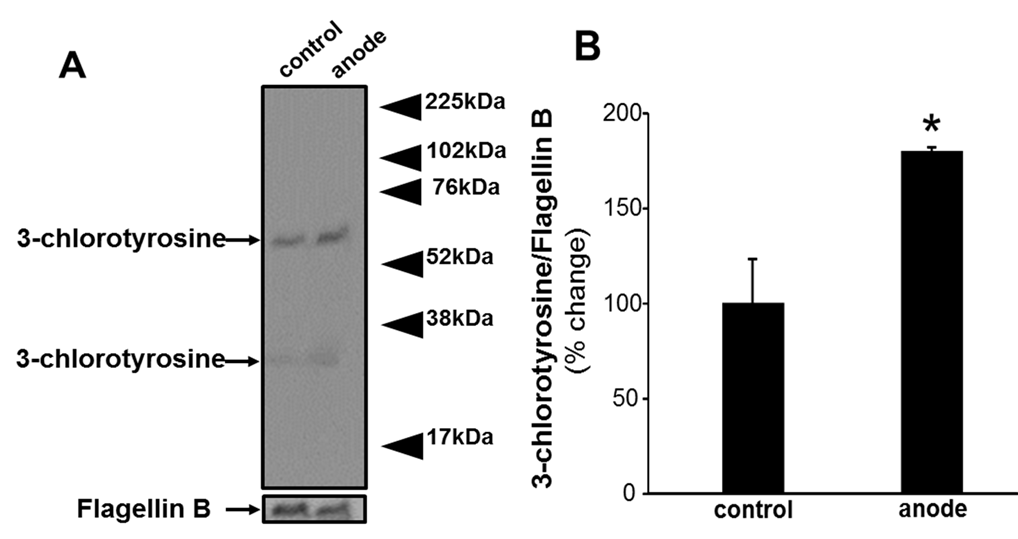 A
control
anode
225kDa
102kDa
76kDa
3-chlorotyrosine
52kDa
38kDa
3-chlorotyrosine
17kDa
Flagellin B
B
3-chlorotyrosine/Flagellin B
(% change)
200
150
100
50
0
*
control
anode